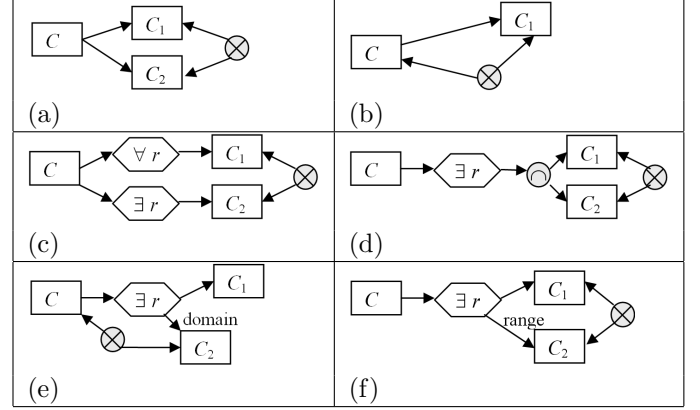 C C₁ C₂
(a)
C C₁
(b)
C ∀ r C₁
∃ r C₂
(c)
C ∃ r ∩ C₁
C₂
(d)
C ∃ r C₁
domain
C₂
(e)
C ∃ r C₁
range
C₂
(f)